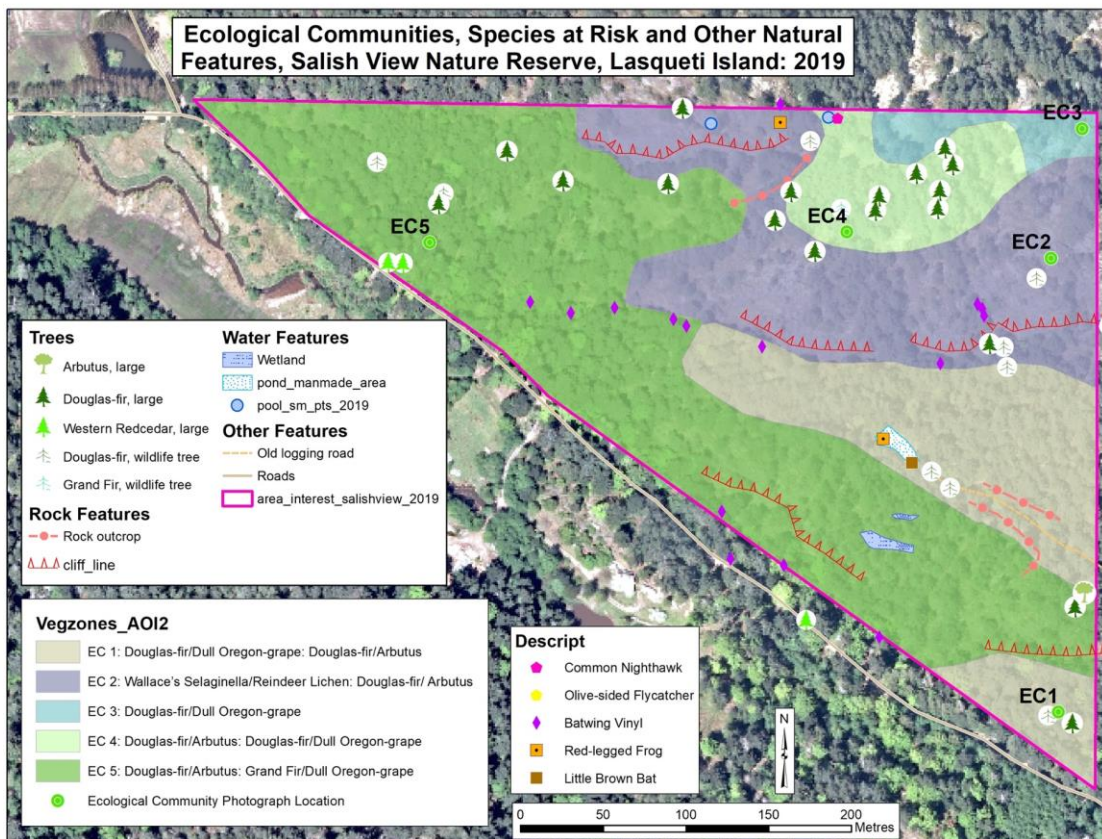 Ecological Communities, Species at Risk and Other Natural
Features, Salish View Nature Reserve, Lasqueti Island: 2019
EC3
EC4
EC5
EC2
EC1
Trees
Arbutus, large
Douglas-fir, large
Western Redcedar, large
Douglas-fir, wildlife tree
Grand Fir, wildlife tree
Rock Features
Rock outcrop
cliff_line
Water Features
Wetland
pond_manmade_area
pool_sm_pts_2019
Other Features
Old logging road
Roads
area_interest_salishview_2019
Vegzones_AOI2
EC 1: Douglas-fir/Dull Oregon-grape: Douglas-fir/Arbutus
EC 2: Wallace's Selaginella/Reindeer Lichen: Douglas-fir/ Arbutus
EC 3: Douglas-fir/Dull Oregon-grape
EC 4: Douglas-fir/Arbutus: Douglas-fir/Dull Oregon-grape
EC 5: Douglas-fir/Arbutus: Grand Fir/Dull Oregon-grape
Ecological Community Photograph Location
Descript
Common Nighthawk
Olive-sided Flycatcher
Batwing Vinyl
Red-legged Frog
Little Brown Bat
N
0 50 100 150 200
Metres